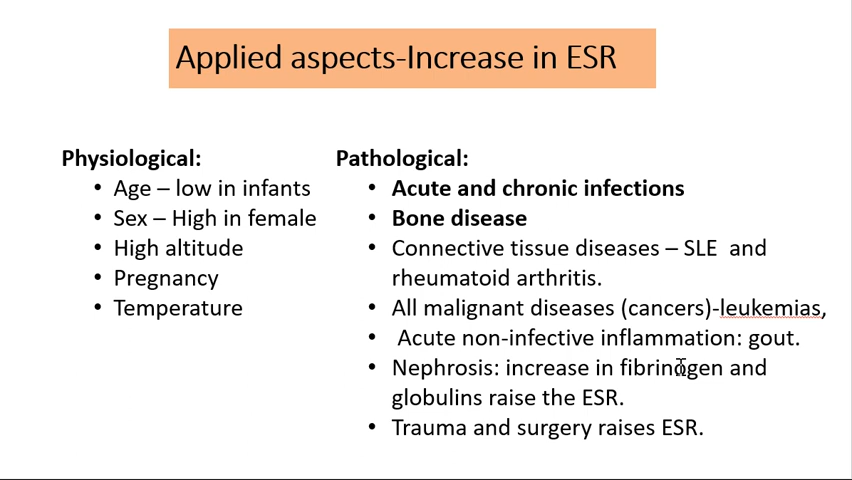 Applied aspects-Increase in ESR
Physiological:
• Age – low in infants
• Sex – High in female
• High altitude
• Pregnancy
• Temperature
Pathological:
• Acute and chronic infections
• Bone disease
• Connective tissue diseases – SLE and
rheumatoid arthritis.
• All malignant diseases (cancers)-leukemias,
• Acute non-infective inflammation: gout.
• Nephrosis: increase in fibrinogen and
globulins raise the ESR.
• Trauma and surgery raises ESR.